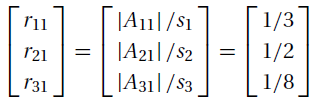 r11 |A11|/s1 1/3
r21 = |A21|/s2 = 1/2
r31 |A31|/s3 1/8